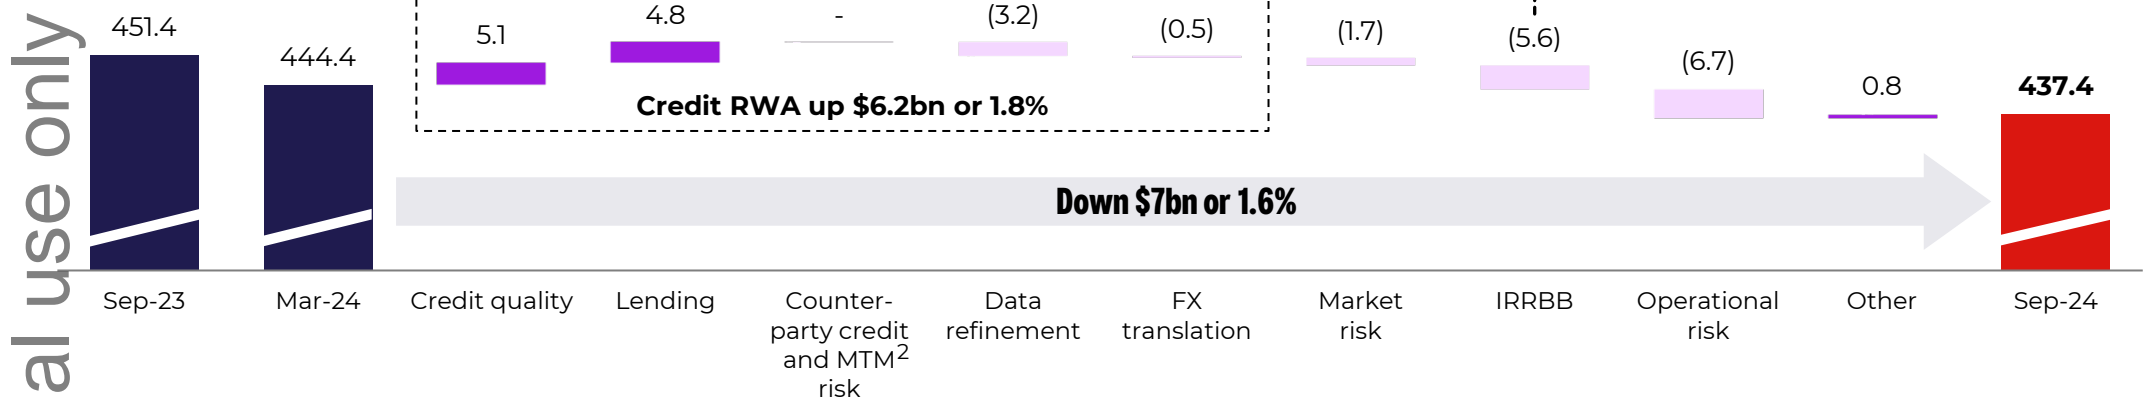 al use only
451.4
444.4
5.1
4.8
-
(3.2)
(0.5)
(1.7)
(5.6)
(6.7)
0.8
437.4
Credit RWA up $6.2bn or 1.8%
Down $7bn or 1.6%
Sep-23
Mar-24
Credit quality
Lending
Counter-
party credit
and MTM2
risk
Data
refinement
FX
translation
Market
risk
IRRBB
Operational
risk
Other
Sep-24